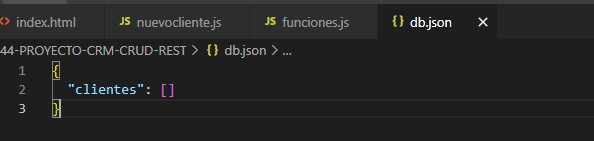 index.html JS nuevocliente.js JS funciones.js {} db.json ×
44-PROYECTO-CRM-CRUD-REST > {} db.json > ...
1 {
2 "clientes": []
3 }